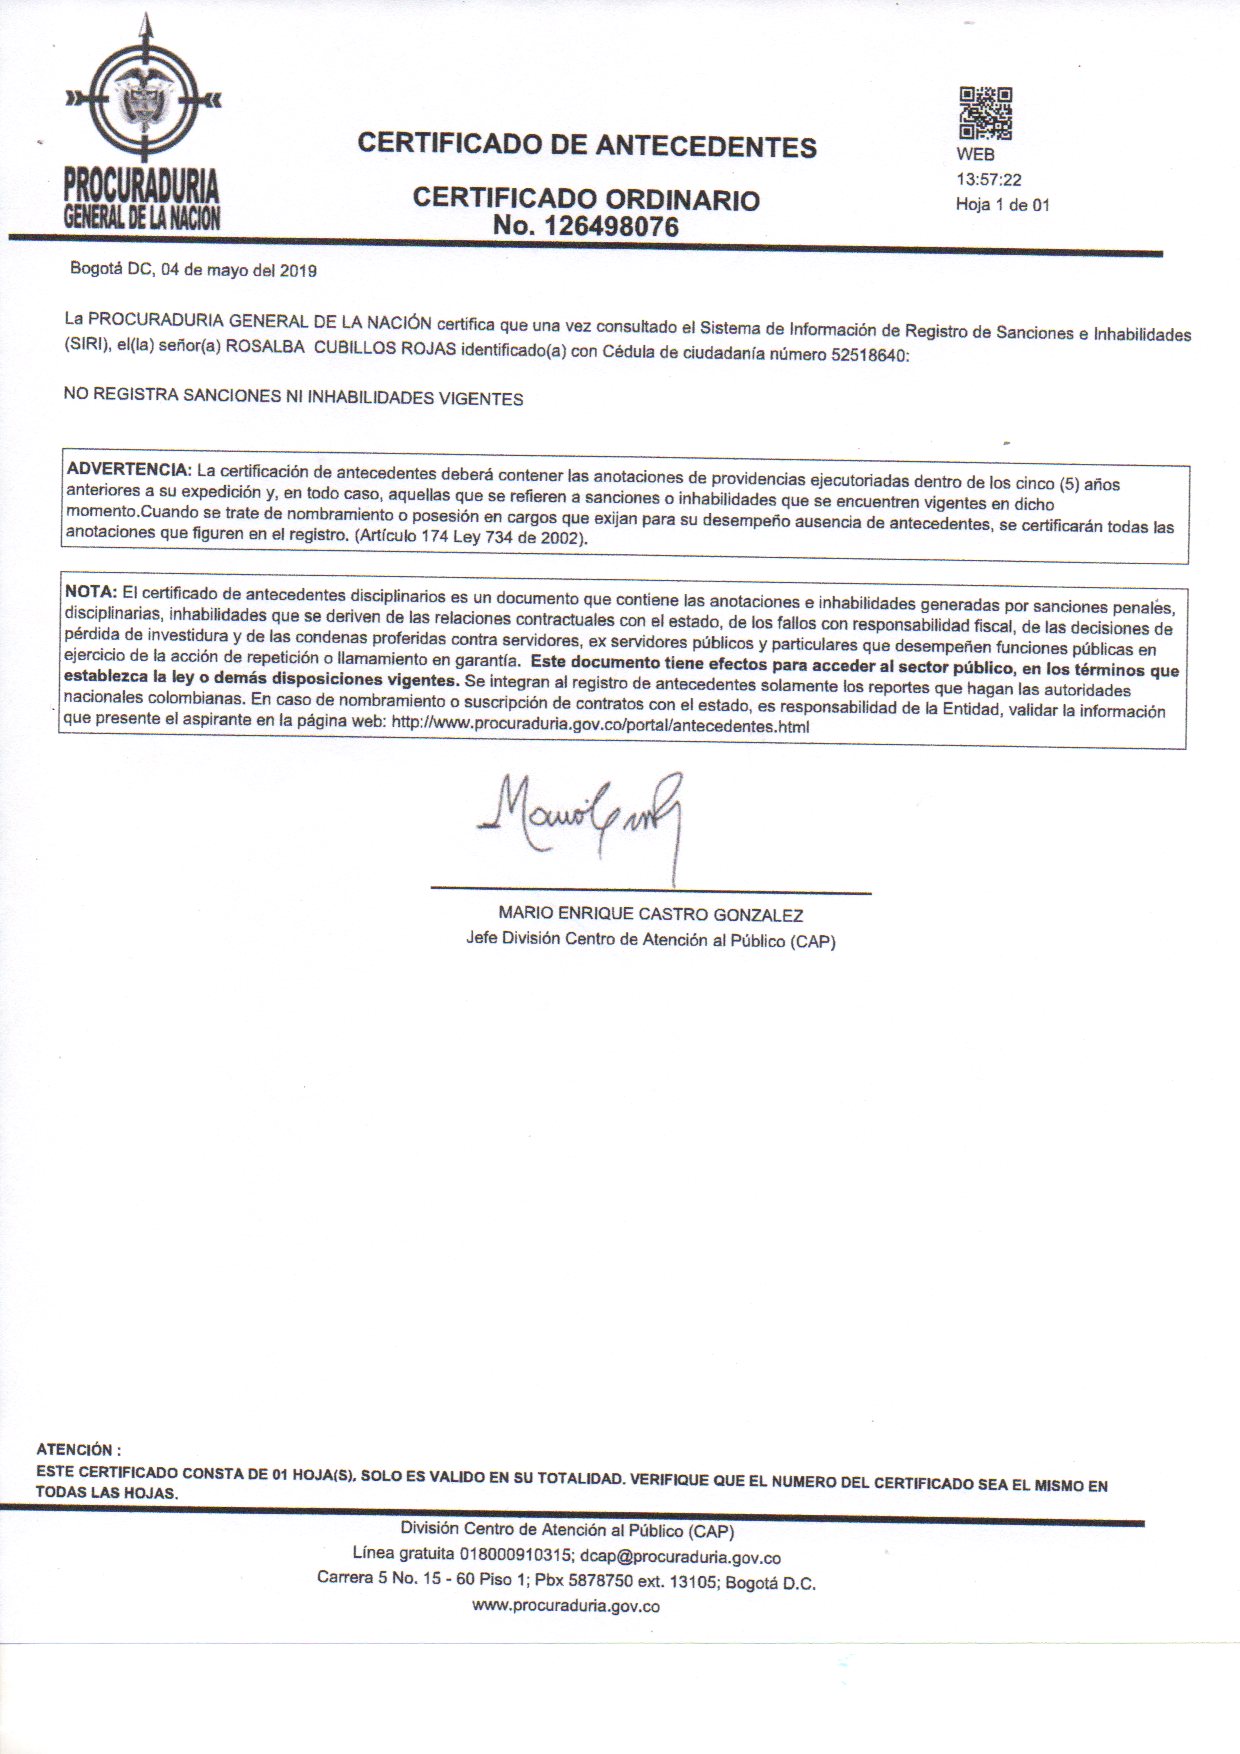 PROCURADURIA
GENERAL DE LA NACION
CERTIFICADO DE ANTECEDENTES
CERTIFICADO ORDINARIO
No. 126498076
WEB
13:57:22
Hoja 1 de 01
Bogotá DC, 04 de mayo del 2019
La PROCURADURIA GENERAL DE LA NACIÓN certifica que una vez consultado el Sistema de Información de Registro de Sanciones e Inhabilidades
(SIRI), el(la) señor(a) ROSALBA CUBILLOS ROJAS identificado(a) con Cédula de ciudadanía número 52518640:
NO REGISTRA SANCIONES NI INHABILIDADES VIGENTES
ADVERTENCIA: La certificación de antecedentes deberá contener las anotaciones de providencias ejecutoriadas dentro de los cinco (5) años
anteriores a su expedición y, en todo caso, aquellas que se refieren a sanciones o inhabilidades que se encuentren vigentes en dicho
momento.Cuando se trate de nombramiento o posesión en cargos que exijan para su desempeño ausencia de antecedentes, se certificarán todas las
anotaciones que figuren en el registro. (Artículo 174 Ley 734 de 2002).
NOTA: El certificado de antecedentes disciplinarios es un documento que contiene las anotaciones e inhabilidades generadas por sanciones penales,
disciplinarias, inhabilidades que se deriven de las relaciones contractuales con el estado, de los fallos con responsabilidad fiscal, de las decisiones de
pérdida de investidura y de las condenas proferidas contra servidores, ex servidores públicos y particulares que desempeñen funciones públicas en
ejercicio de la acción de repetición o llamamiento en garantía. Este documento tiene efectos para acceder al sector público, en los términos que
establezca la ley o demás disposiciones vigentes. Se integran al registro de antecedentes solamente los reportes que hagan las autoridades
nacionales colombianas. En caso de nombramiento o suscripción de contratos con el estado, es responsabilidad de la Entidad, validar la información
que presente el aspirante en la página web: http://www.procuraduria.gov.co/portal/antecedentes.html
MARIO ENRIQUE CASTRO GONZALEZ
Jefe División Centro de Atención al Público (CAP)
ATENCIÓN :
ESTE CERTIFICADO CONSTA DE 01 HOJA(S), SOLO ES VALIDO EN SU TOTALIDAD. VERIFIQUE QUE EL NUMERO DEL CERTIFICADO SEA EL MISMO EN
TODAS LAS HOJAS.
División Centro de Atención al Público (CAP)
Línea gratuita 018000910315; dcap@procuraduria.gov.co
Carrera 5 No. 15 - 60 Piso 1; Pbx 5878750 ext. 13105; Bogotá D.C.
www.procuraduria.gov.co